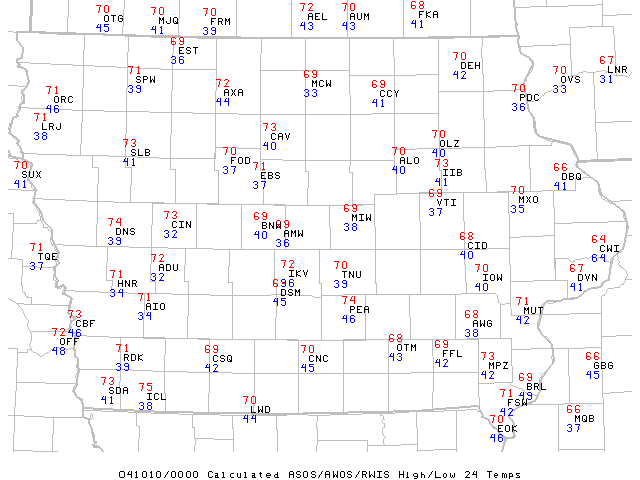 70 OTG 45
70 MJQ 41
70 FRM 39
72 AEL 43
70 AUM 43
68 FKA 41
69 EST 36
71 SPW 39
72 AXA 44
69 MCW 33
69 CCY 41
70 DEH 42
70 PDC 36
70 OVS 33
67 LNR 31
71 ORC 46
71 LRJ 38
73 SLB 41
73 CAV 40
70 FOD 37
71 EBS 37
70 ALO 40
70 OLZ 40
73 IIB 41
70 SUX 41
66 DBQ 41
69 VTI 37
70 MXO 35
74 DNS 39
73 CIN 32
69 BNW 40
69 AMW 36
69 MIW 38
68 CID 40
64 CWI 64
71 TQE 37
72 ADU 32
71 HNR 34
72 IKV 36
DSM 45
70 TNU 39
70 IOW 40
67 DVN 41
71 AIO 34
74 PEA 46
68 AWG 38
71 MUT 42
73 CBF 46
72 OFF 48
71 RDK 39
69 CSQ 42
70 CNC 45
68 OTM 43
69 FFL 42
73 MPZ 42
66 GBG 45
73 SDA 41
75 ICL 38
70 LWD 44
69 BRL 49
71 FSW 42
70 EOK 46
66 MQB 37
041010/0000 Calculated ASOS/AWOS/RWIS High/Low 24 Temps